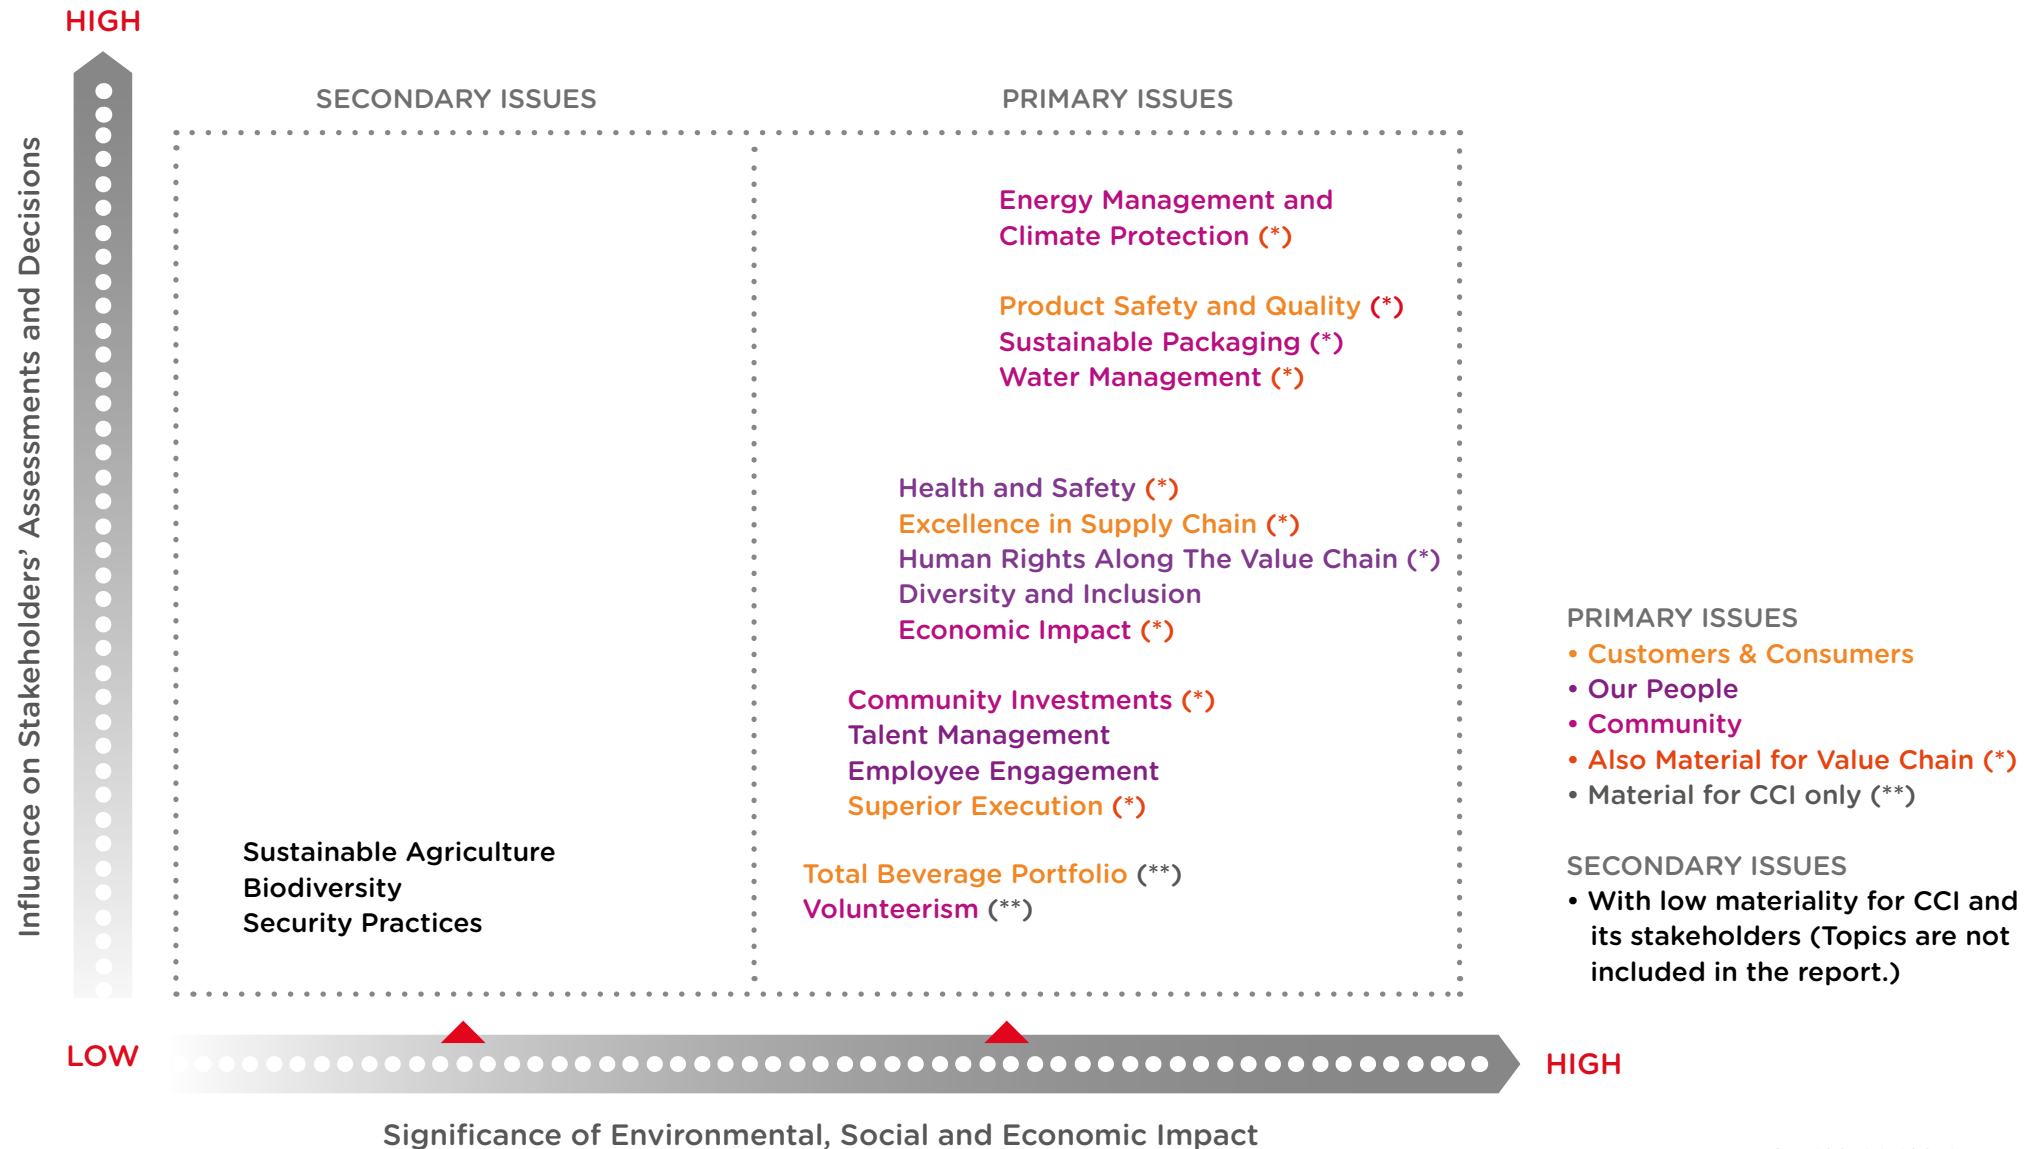 HIGH
Influence on Stakeholders' Assessments and Decisions
SECONDARY ISSUES
PRIMARY ISSUES
Energy Management and
Climate Protection (*)
Product Safety and Quality (*)
Sustainable Packaging (*)
Water Management (*)
Health and Safety (*)
Excellence in Supply Chain (*)
Human Rights Along The Value Chain (*)
Diversity and Inclusion
Economic Impact (*)
Community Investments (*)
Talent Management
Employee Engagement
Superior Execution (*)
Total Beverage Portfolio (**)
Volunteerism (**)
Sustainable Agriculture
Biodiversity
Security Practices
PRIMARY ISSUES
• Customers & Consumers
• Our People
• Community
• Also Material for Value Chain (*)
• Material for CCI only (**)
SECONDARY ISSUES
• With low materiality for CCI and
its stakeholders (Topics are not
included in the report.)
LOW
HIGH
Significance of Environmental, Social and Economic Impact